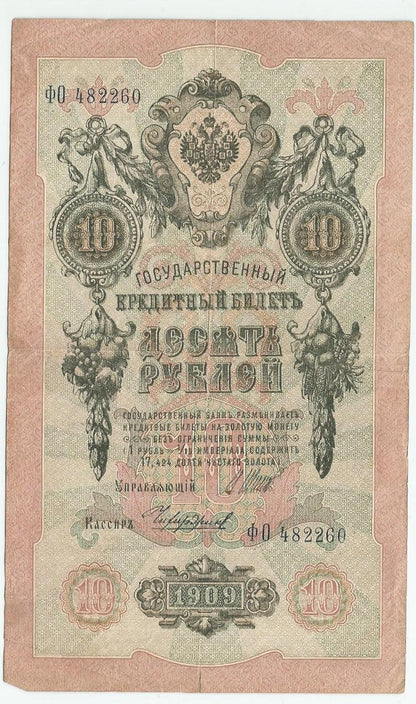 ФО 482260
10 10
ГОСУДАРСТВЕННЫЙ
КРЕДИТНЫЙ БИЛЕТЪ
ДЕСЯТЬ
РУБЛЕЙ
ГОСУДАРСТВЕННЫЙ БАНКЪ РАЗМѢНИВАЕТЪ
КРЕДИТНЫЕ БИЛЕТЫ НА ЗОЛОТУЮ МОНЕТУ
БЕЗЪ ОГРАНИЧЕНІЯ СУММЫ
(1 РУБЛЬ = 1/15 ИМПЕРІАЛА, СОДЕРЖИТЪ
17,424 ДОЛЕЙ ЧИСТАГО ЗОЛОТА)
УПРАВЛЯЮЩІЙ
КАССИРЪ
ФО 482260
10 1909 10